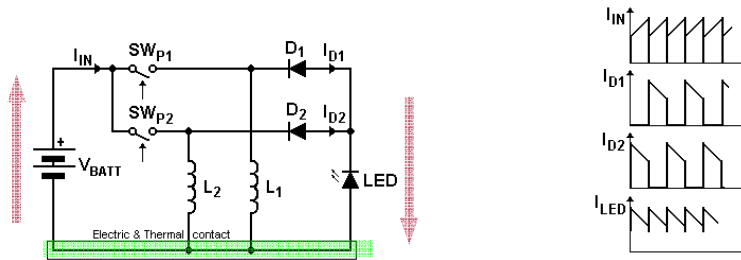 I_IN SW_P1 D_1 I_D1
SW_P2 D_2 I_D2
+
V_BATT L_2 L_1 LED
Electric & Thermal contact
I_IN
I_D1
I_D2
I_LED